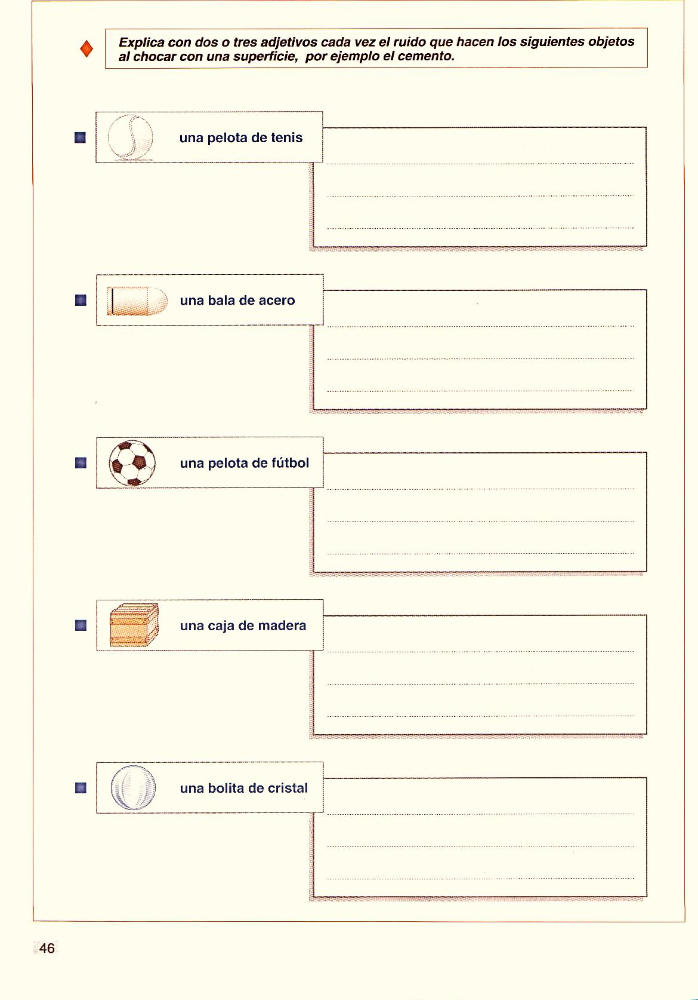 Explica con dos o tres adjetivos cada vez el ruido que hacen los siguientes objetos
al chocar con una superficie, por ejemplo el cemento.
una pelota de tenis
una bala de acero
una pelota de fútbol
una caja de madera
una bolita de cristal
46